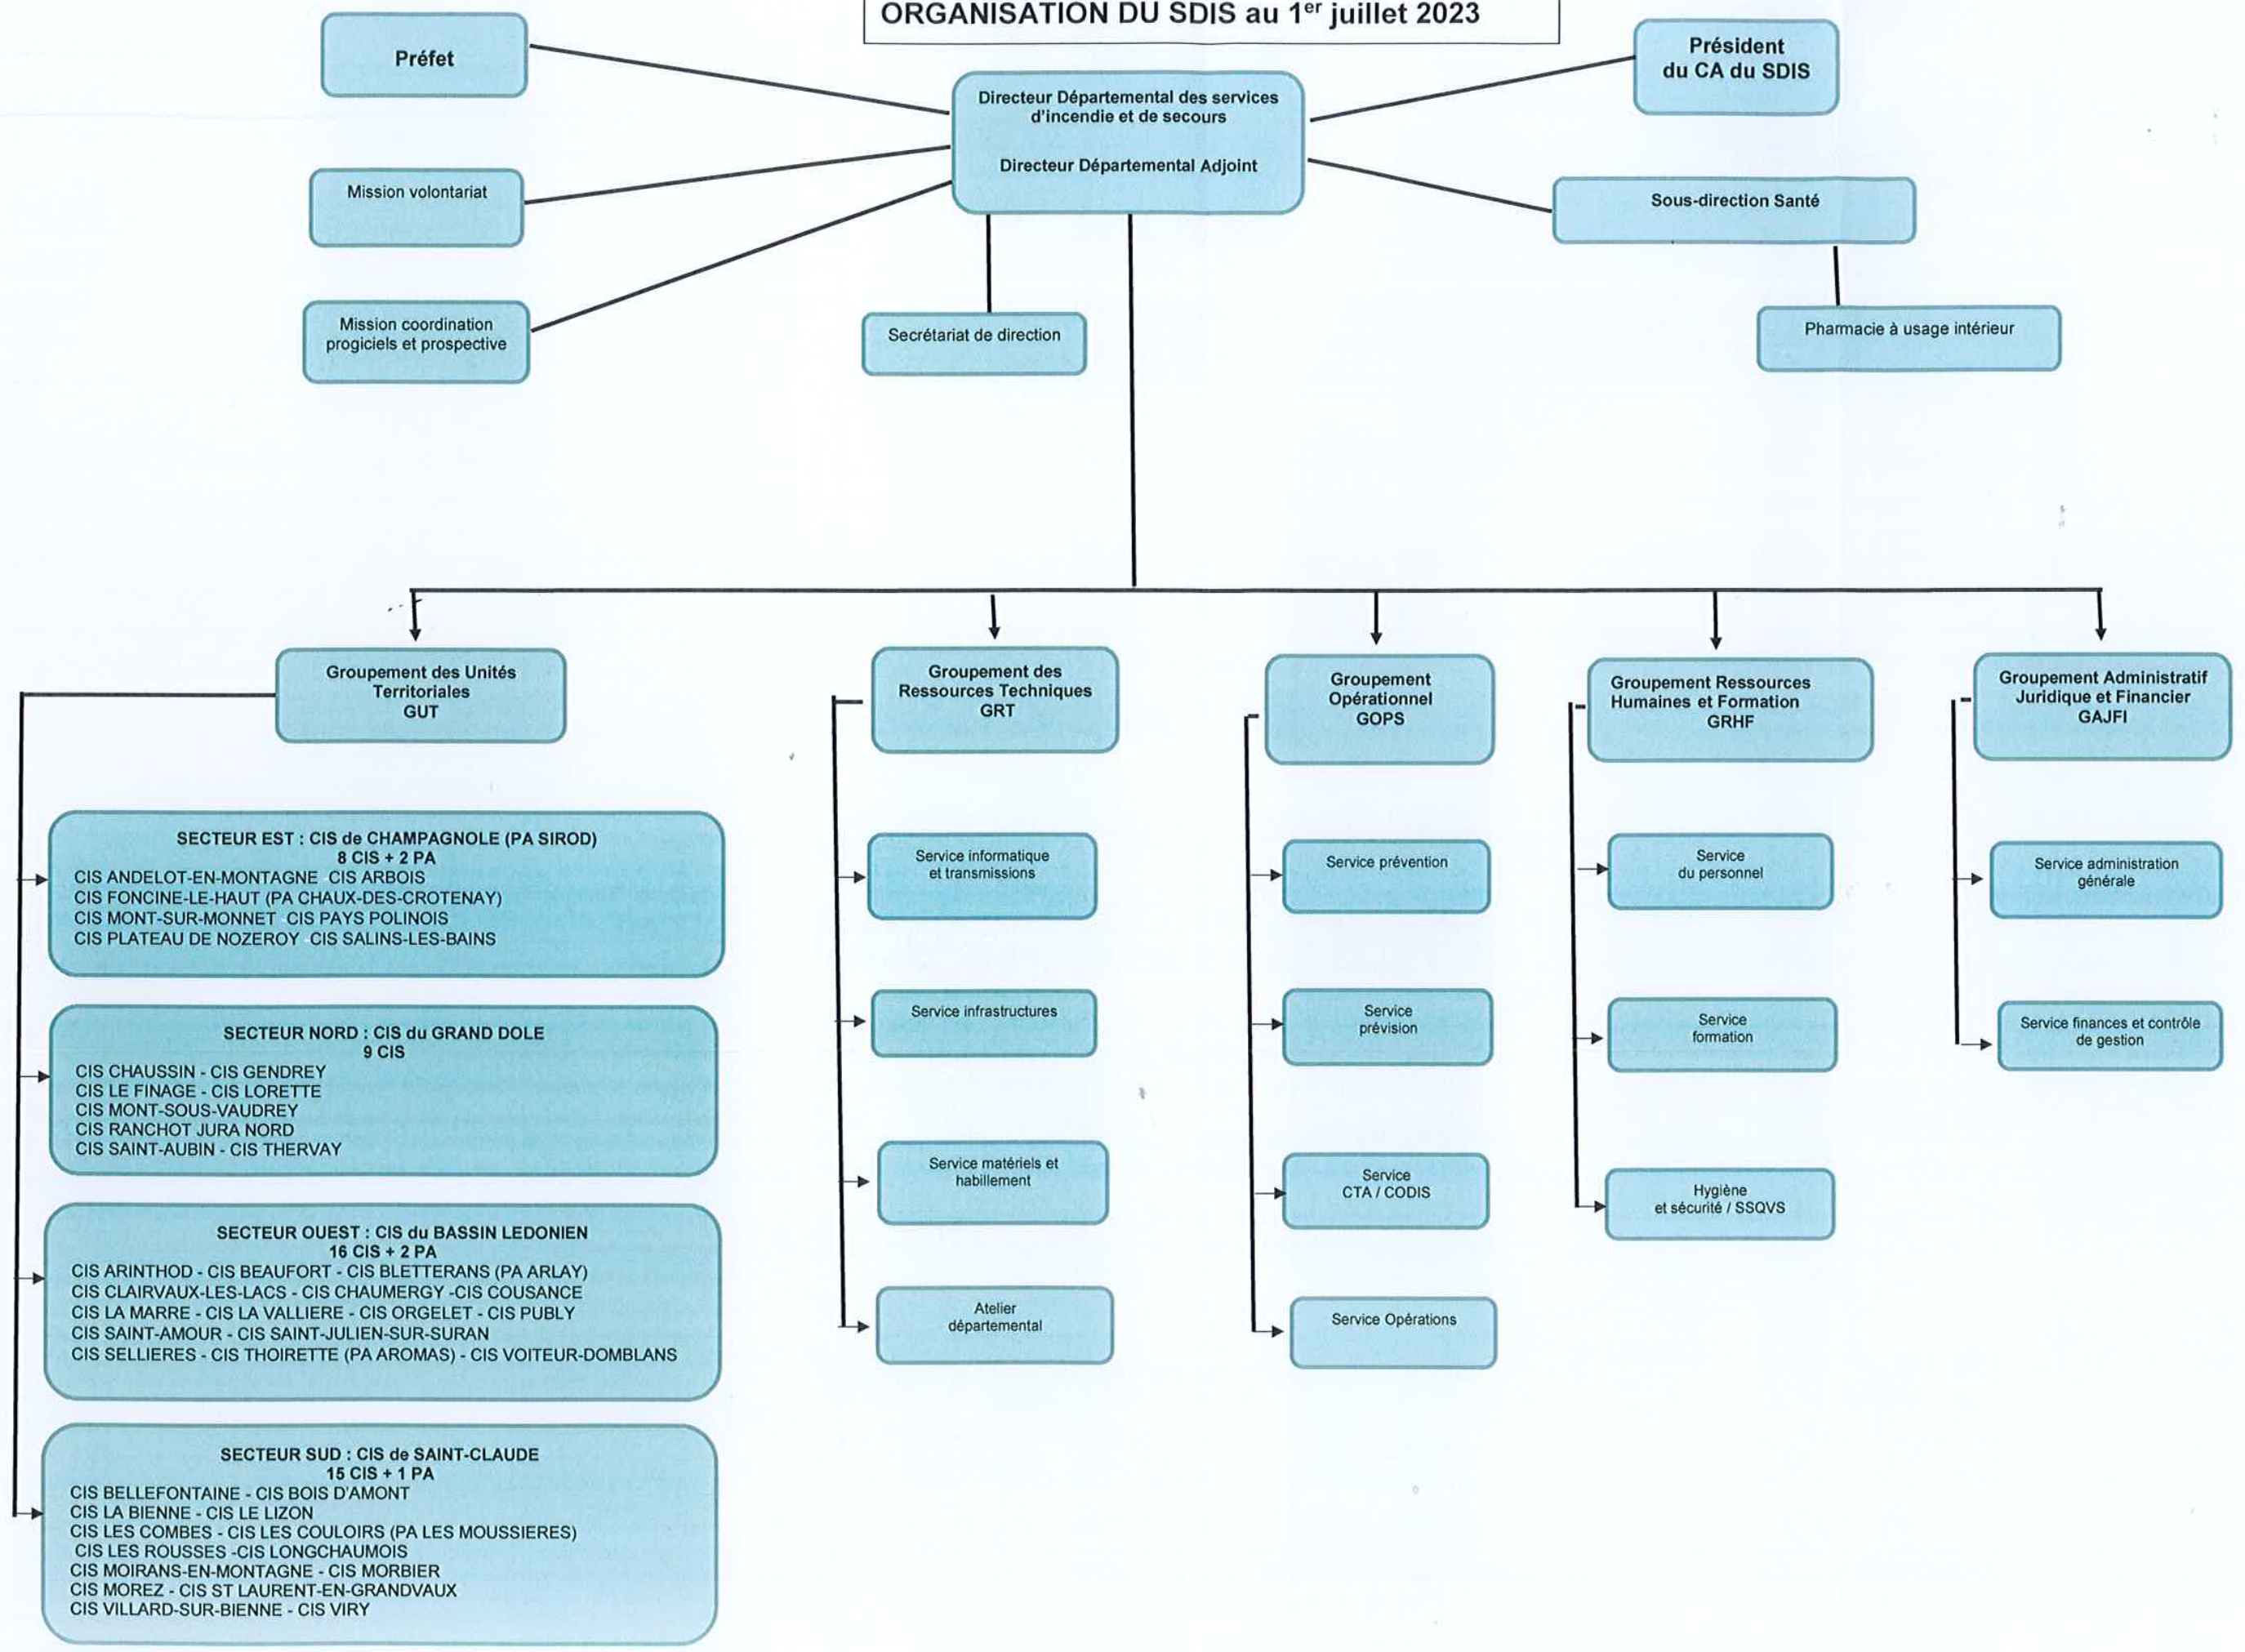 ORGANISATION DU SDIS au 1er juillet 2023
Préfet
Président
du CA du SDIS
Directeur Départemental des services
d'incendie et de secours
Directeur Départemental Adjoint
Mission volontariat
Sous-direction Santé
Mission coordination
progiciels et prospective
Secrétariat de direction
Pharmacie à usage intérieur
Groupement des Unités
Territoriales
GUT
Groupement des
Ressources Techniques
GRT
Groupement
Opérationnel
GOPS
Groupement Ressources
Humaines et Formation
GRHF
Groupement Administratif
Juridique et Financier
GAJFI
SECTEUR EST : CIS de CHAMPAGNOLE (PA SIROD)
8 CIS + 2 PA
CIS ANDELOT-EN-MONTAGNE CIS ARBOIS
CIS FONCINE-LE-HAUT (PA CHAUX-DES-CROTENAY)
CIS MONT-SUR-MONNET CIS PAYS POLINOIS
CIS PLATEAU DE NOZEROY CIS SALINS-LES-BAINS
SECTEUR NORD : CIS du GRAND DOLE
9 CIS
CIS CHAUSSIN - CIS GENDREY
CIS LE FINAGE - CIS LORETTE
CIS MONT-SOUS-VAUDREY
CIS RANCHOT JURA NORD
CIS SAINT-AUBIN - CIS THERVAY
SECTEUR OUEST : CIS du BASSIN LEDONIEN
16 CIS + 2 PA
CIS ARINTHOD - CIS BEAUFORT - CIS BLETTERANS (PA ARLAY)
CIS CLAIRVAUX-LES-LACS - CIS CHAUMERGY -CIS COUSANCE
CIS LA MARRE - CIS LA VALLIERE - CIS ORGELET - CIS PUBLY
CIS SAINT-AMOUR - CIS SAINT-JULIEN-SUR-SURAN
CIS SELLIERES - CIS THOIRETTE (PA AROMAS) - CIS VOITEUR-DOMBLANS
SECTEUR SUD : CIS de SAINT-CLAUDE
15 CIS + 1 PA
CIS BELLEFONTAINE - CIS BOIS D'AMONT
CIS LA BIENNE - CIS LE LIZON
CIS LES COMBES - CIS LES COULOIRS (PA LES MOUSSIERES)
CIS LES ROUSSES -CIS LONGCHAUMOIS
CIS MOIRANS-EN-MONTAGNE - CIS MORBIER
CIS MOREZ - CIS ST LAURENT-EN-GRANDVAUX
CIS VILLARD-SUR-BIENNE - CIS VIRY
Service informatique
et transmissions
Service infrastructures
Service matériels et
habillement
Atelier
départemental
Service prévention
Service
prévision
Service
CTA / CODIS
Service Opérations
Service
du personnel
Service
formation
Hygiène
et sécurité / SSQVS
Service administration
générale
Service finances et contrôle
de gestion